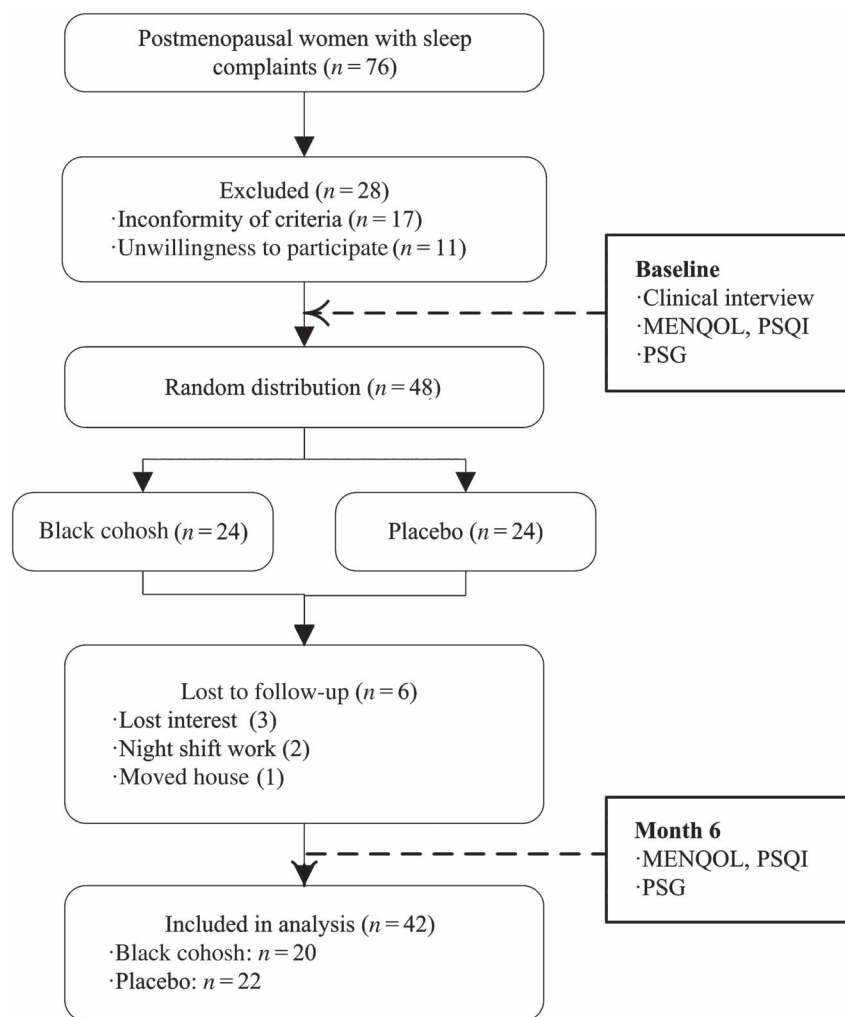 Postmenopausal women with sleep
complaints (n = 76)
Excluded (n = 28)
·Inconformity of criteria (n = 17)
·Unwillingness to participate (n = 11)
Baseline
·Clinical interview
·MENQOL, PSQI
·PSG
Random distribution (n = 48)
Black cohosh (n = 24)
Placebo (n = 24)
Lost to follow-up (n = 6)
·Lost interest (3)
·Night shift work (2)
·Moved house (1)
Month 6
·MENQOL, PSQI
·PSG
Included in analysis (n = 42)
·Black cohosh: n = 20
·Placebo: n = 22